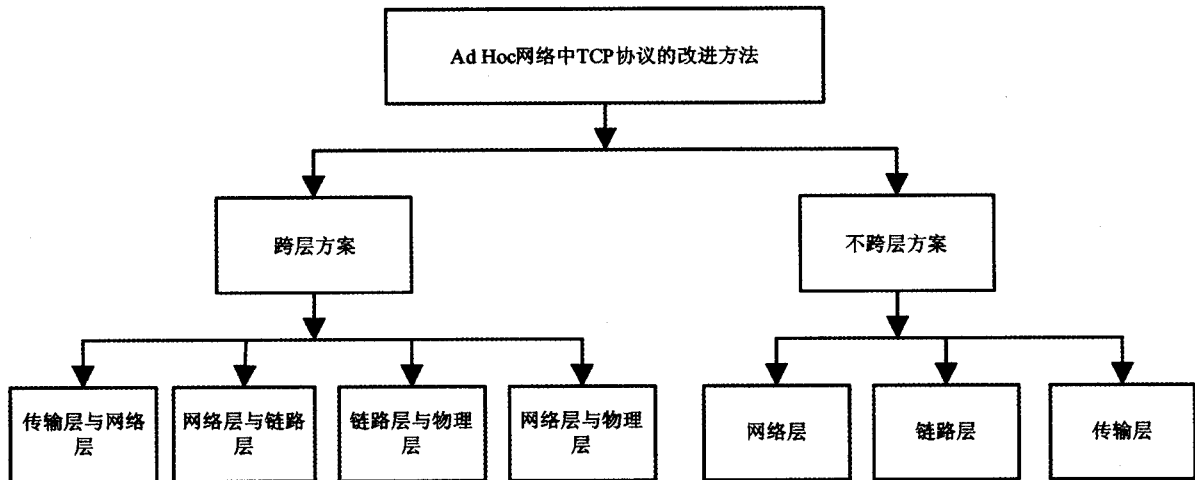 Ad Hoc网络中TCP协议的改进方法
跨层方案
不跨层方案
传输层与网络
层
网络层与链路
层
链路层与物理
层
网络层与物理
层
网络层
链路层
传输层